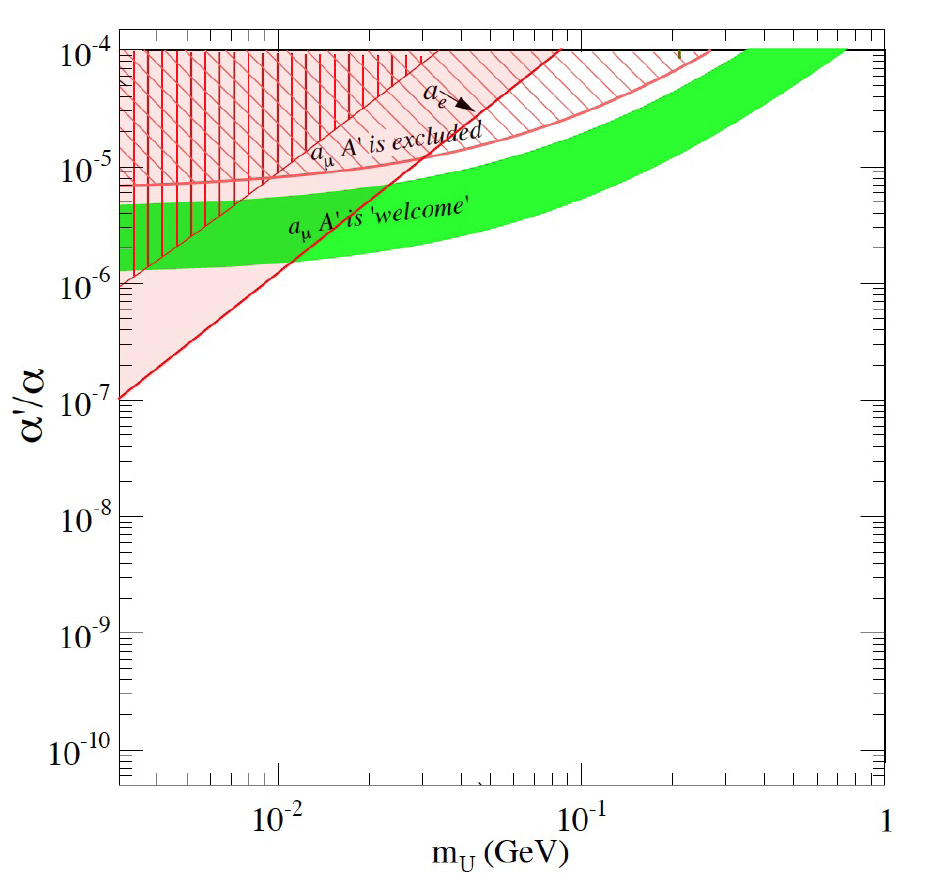 10⁻⁴
a_e
a_μ A' is excluded
10⁻⁵
a_μ A' is 'welcome'
10⁻⁶
α'/α
10⁻⁷
10⁻⁸
10⁻⁹
10⁻¹⁰
10⁻² 10⁻¹ 1
m_U (GeV)